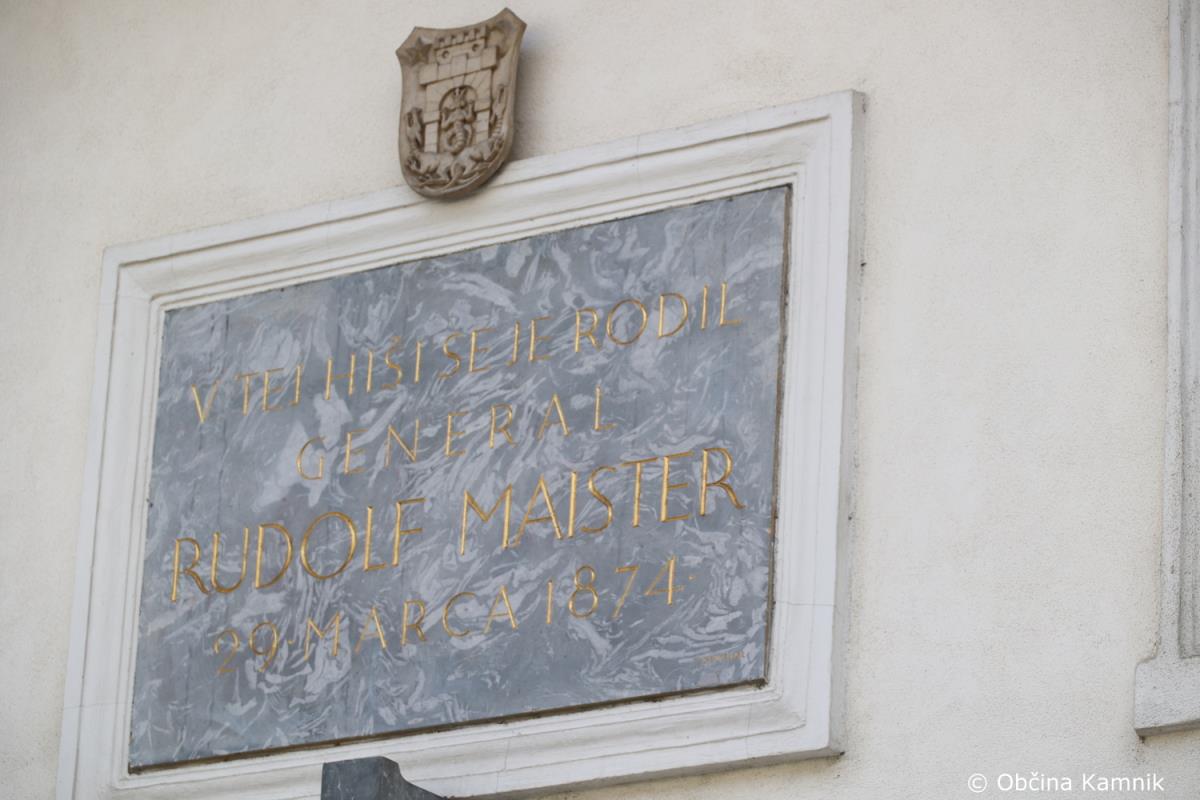 V TEJ HIŠI SE JE RODIL
GENERAL
RUDOLF MAISTER
29·MARCA 1874·
© Občina Kamnik